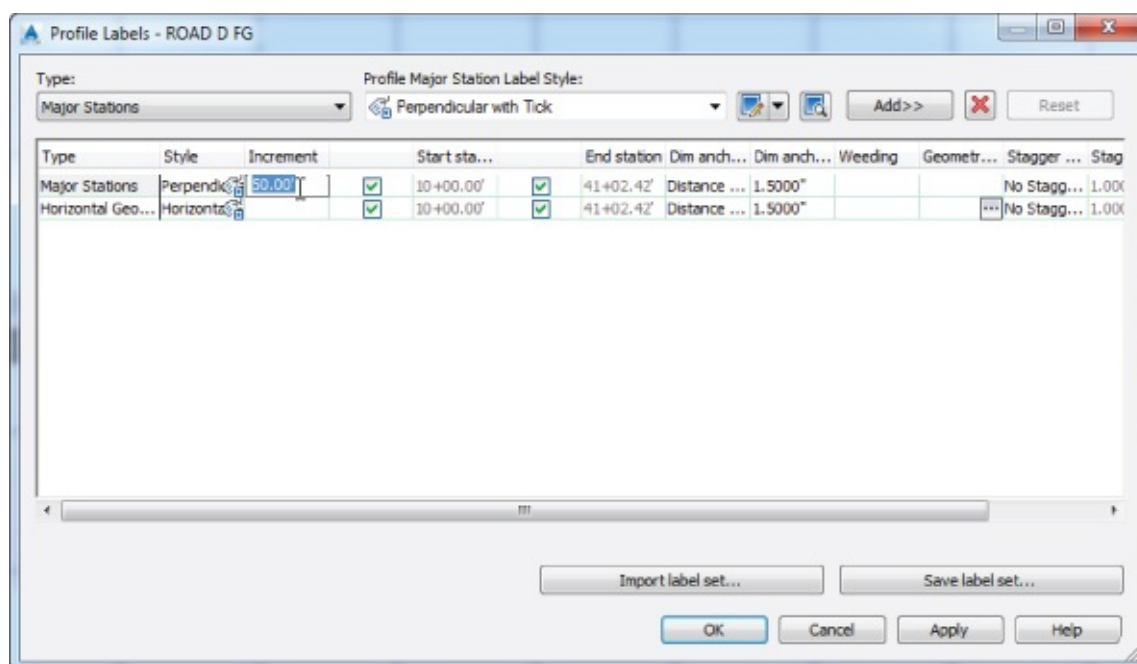 Profile Labels - ROAD D FG
Type: Profile Major Station Label Style:
Major Stations Perpendicular with Tick Add>> Reset
Type Style Increment Start sta... End station Dim anch... Dim anch... Weeding Geometr... Stagger ... Stag
Major Stations Perpendic 50.00' 10+00.00' 41+02.42' Distance ... 1.5000" No Stagg... 1.000
Horizontal Geo... Horizonta 10+00.00' 41+02.42' Distance ... 1.5000" ... No Stagg... 1.000
Import label set... Save label set...
OK Cancel Apply Help